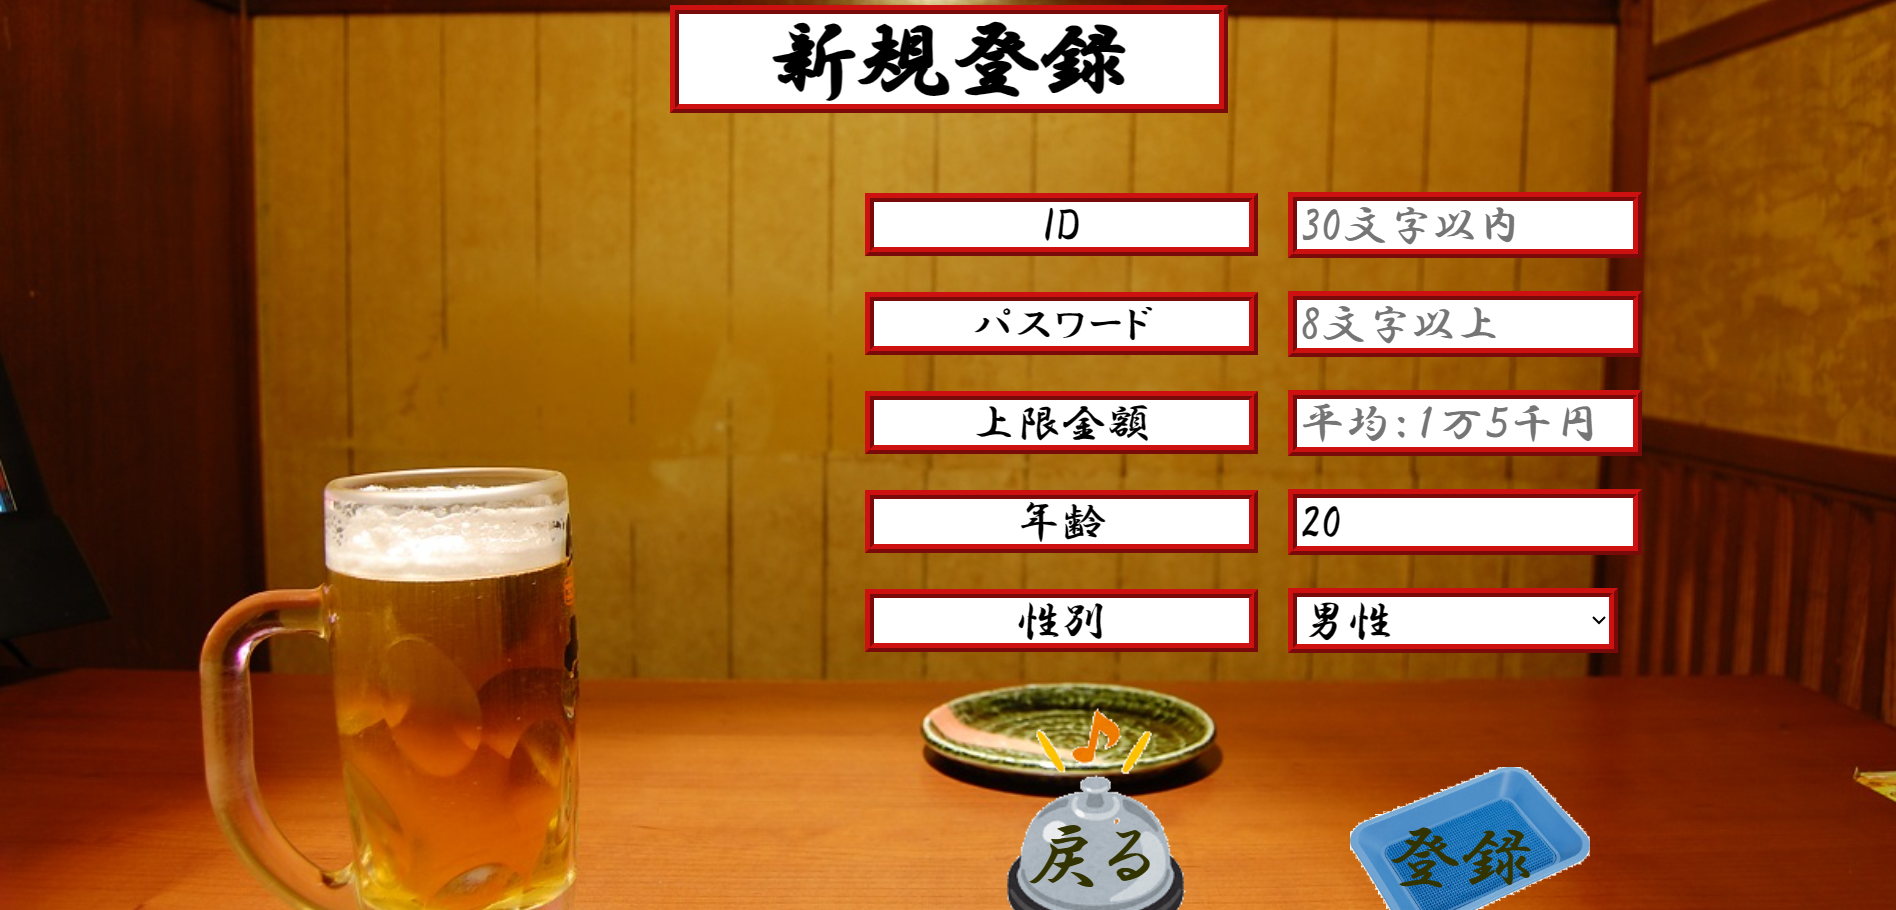 新規登録
ID
30文字以内
パスワード
8文字以上
上限金額
平均:1万5千円
年齢
20
性別
男性
戻る
登録